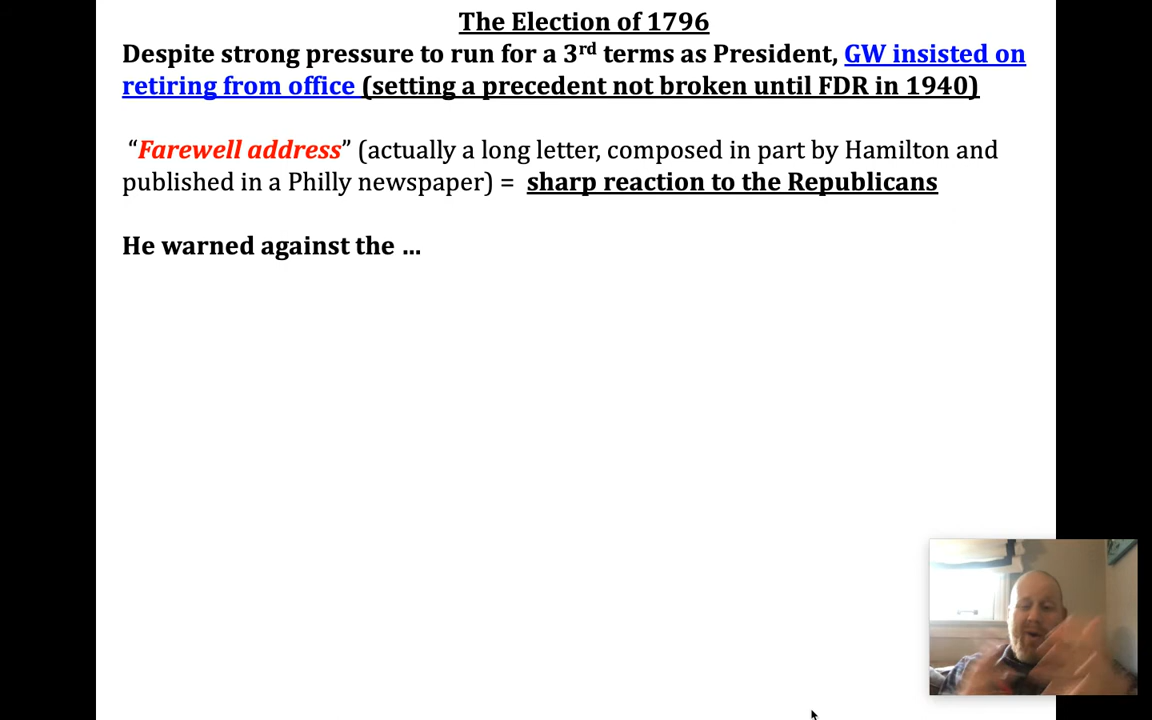 The Election of 1796
Despite strong pressure to run for a 3rd terms as President, GW insisted on
retiring from office (setting a precedent not broken until FDR in 1940)
“Farewell address” (actually a long letter, composed in part by Hamilton and
published in a Philly newspaper) = sharp reaction to the Republicans
He warned against the ...